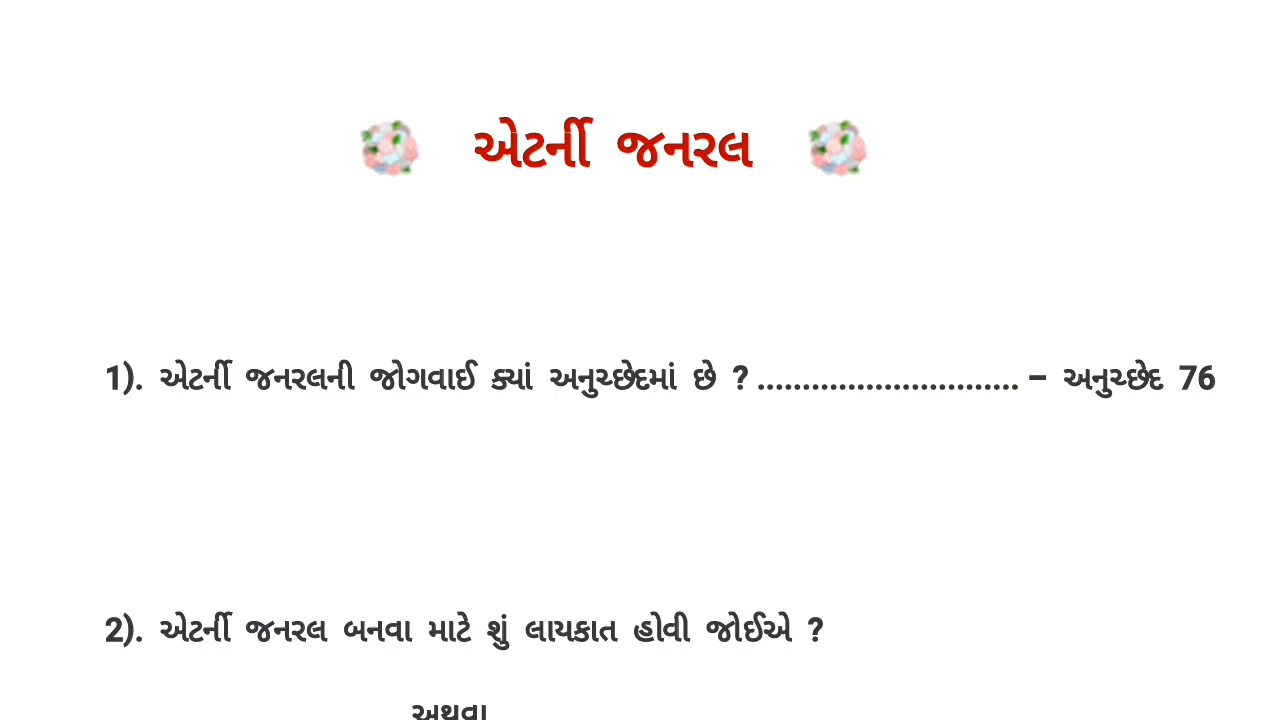 એટર્ની જનરલ
1). એટર્ની જનરલની જોગવાઈ ક્યાં અનુચ્છેદમાં છે ? ............................. – અનુચ્છેદ 76
2). એટર્ની જનરલ બનવા માટે શું લાયકાત હોવી જોઈએ ?
અથવા